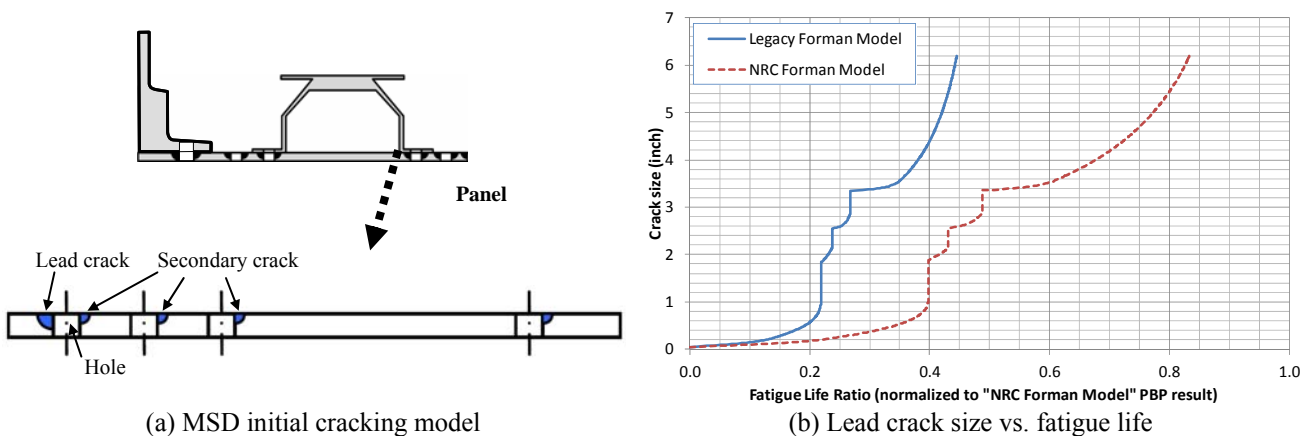 Panel
Lead crack
Secondary crack
Hole
(a) MSD initial cracking model
7
6
5
4
3
2
1
0
Crack size (inch)
Legacy Forman Model
NRC Forman Model
0.0 0.2 0.4 0.6 0.8 1.0
Fatigue Life Ratio (normalized to "NRC Forman Model" PBP result)
(b) Lead crack size vs. fatigue life